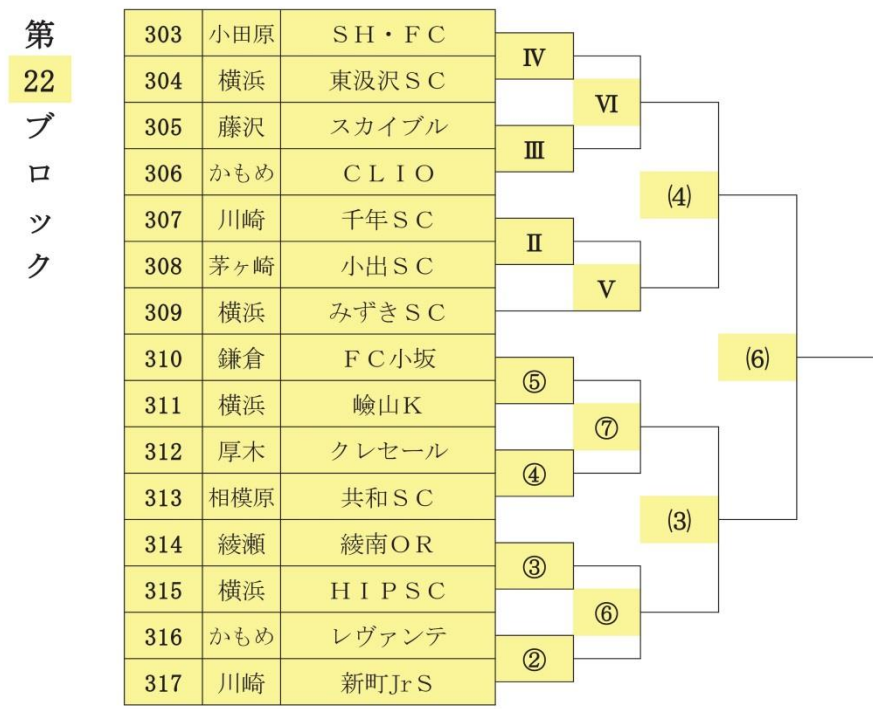 第22ブロック
303 小田原 SH・FC
304 横浜 東汲沢SC
305 藤沢 スカイブル
306 かもめ CLIO
307 川崎 千年SC
308 茅ヶ崎 小出SC
309 横浜 みずきSC
310 鎌倉 FC小坂
311 横浜 嶮山K
312 厚木 クレセール
313 相模原 共和SC
314 綾瀬 綾南OR
315 横浜 HIPSC
316 かもめ レヴァンテ
317 川崎 新町JrS
Ⅳ
Ⅲ
Ⅱ
⑤
④
③
②
Ⅵ
Ⅴ
⑦
⑥
⑷
⑶
⑹